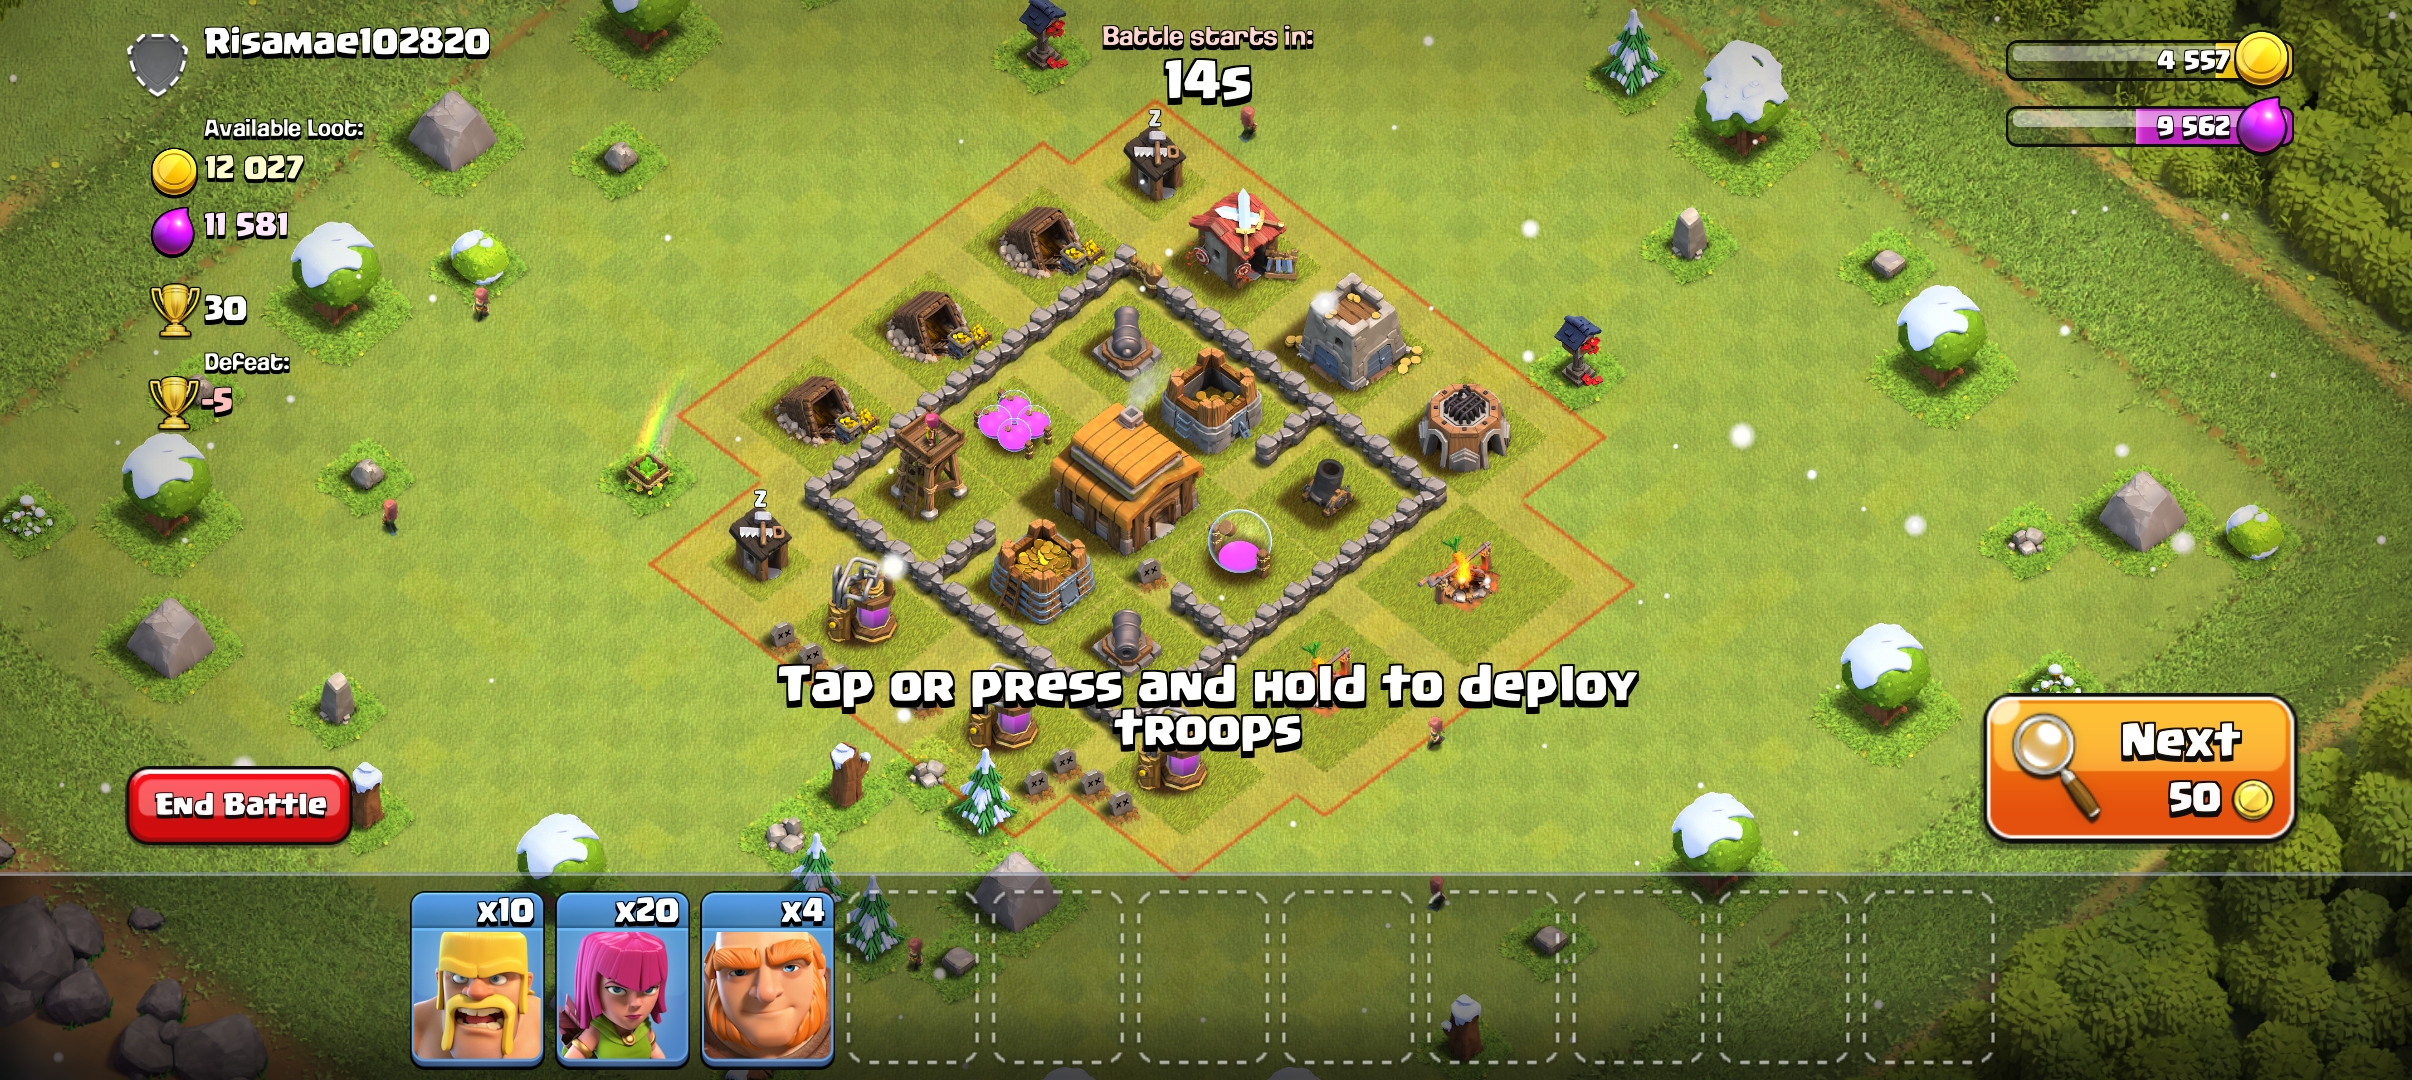 Risamae102820
Available Loot:
12 027
11 581
30
Defeat:
-5
Battle starts in:
14s
4 557
9 562
z
z
Tap or press and hold to deploy
troops
End Battle
Next
50
x10
x20
x4